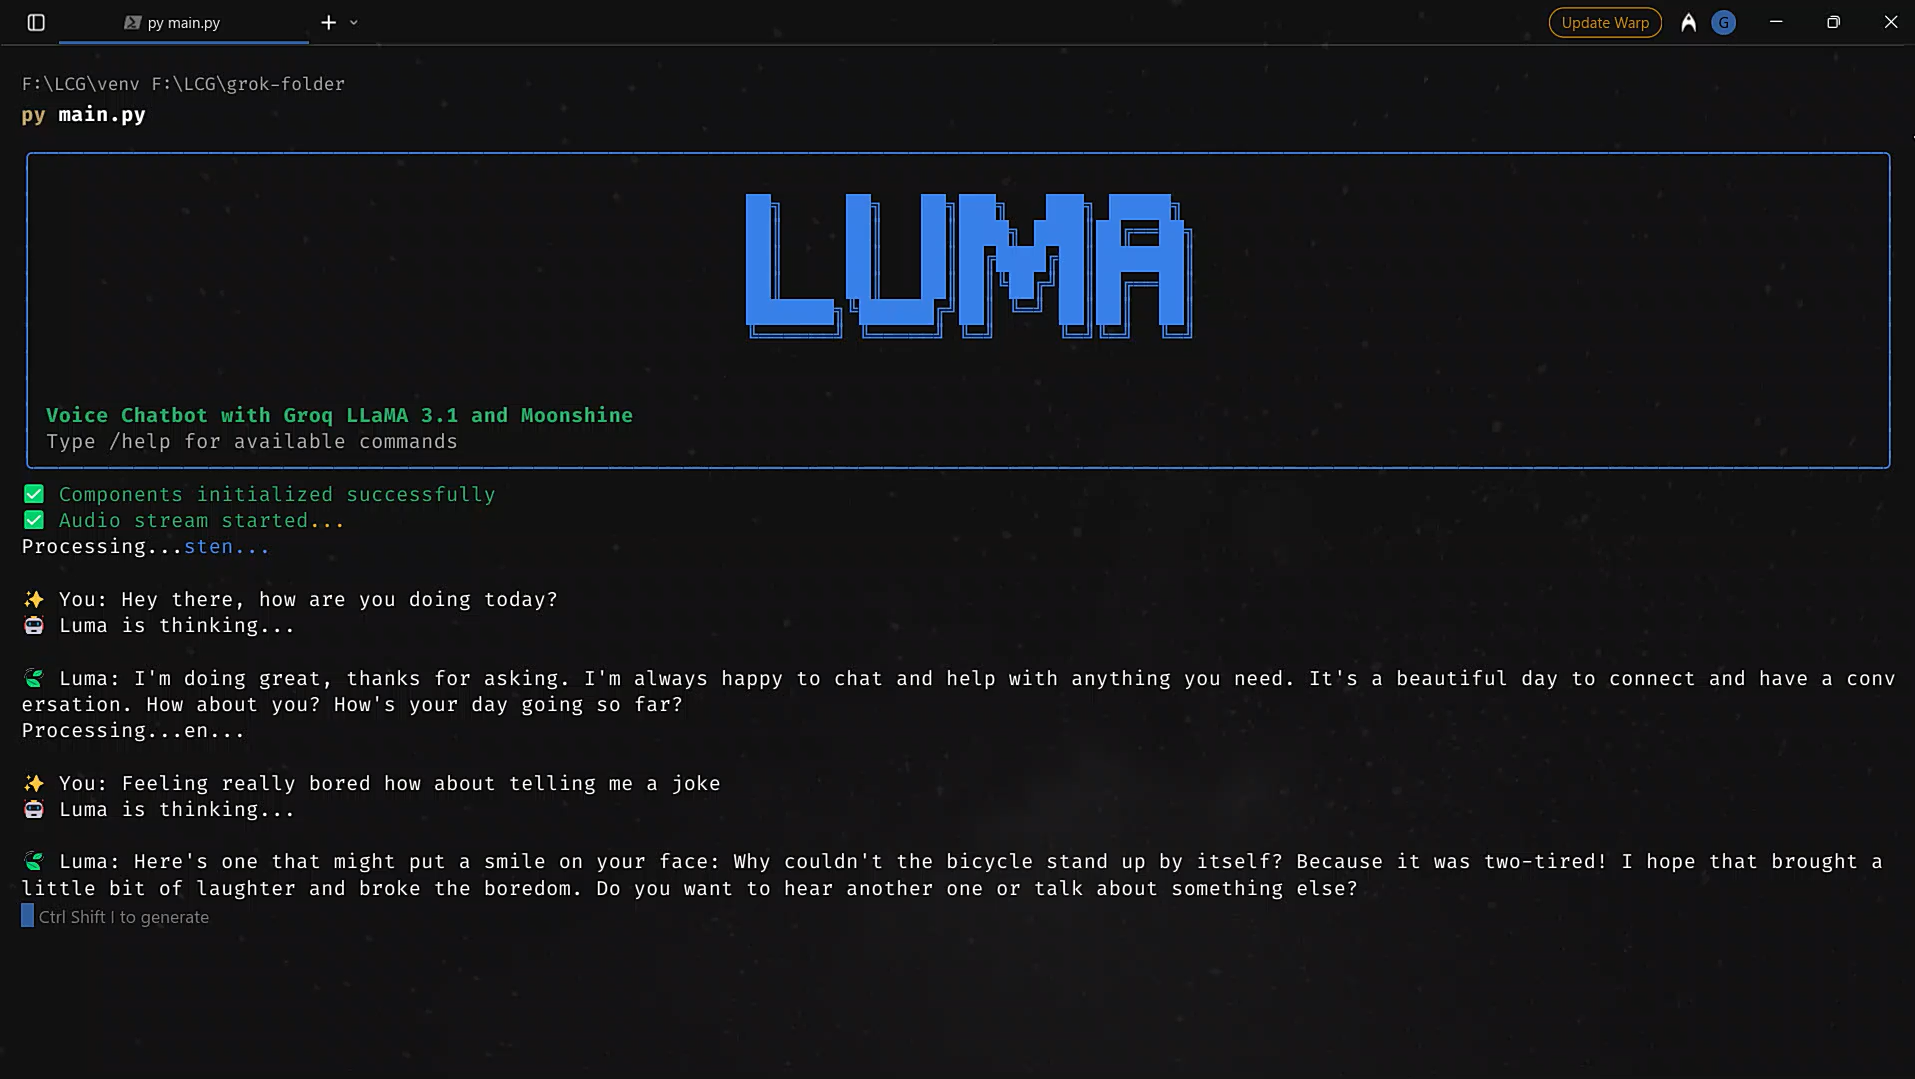 py main.py
Update Warp
G
F:\LCG\venv F:\LCG\grok-folder
py main.py
LUMA
Voice Chatbot with Groq LLaMA 3.1 and Moonshine
Type /help for available commands
✅ Components initialized successfully
✅ Audio stream started...
Processing...sten...
✨ You: Hey there, how are you doing today?
🤖 Luma is thinking...
🌿 Luma: I'm doing great, thanks for asking. I'm always happy to chat and help with anything you need. It's a beautiful day to connect and have a conv
ersation. How about you? How's your day going so far?
Processing...en...
✨ You: Feeling really bored how about telling me a joke
🤖 Luma is thinking...
🌿 Luma: Here's one that might put a smile on your face: Why couldn't the bicycle stand up by itself? Because it was two-tired! I hope that brought a
little bit of laughter and broke the boredom. Do you want to hear another one or talk about something else?
Ctrl Shift I to generate